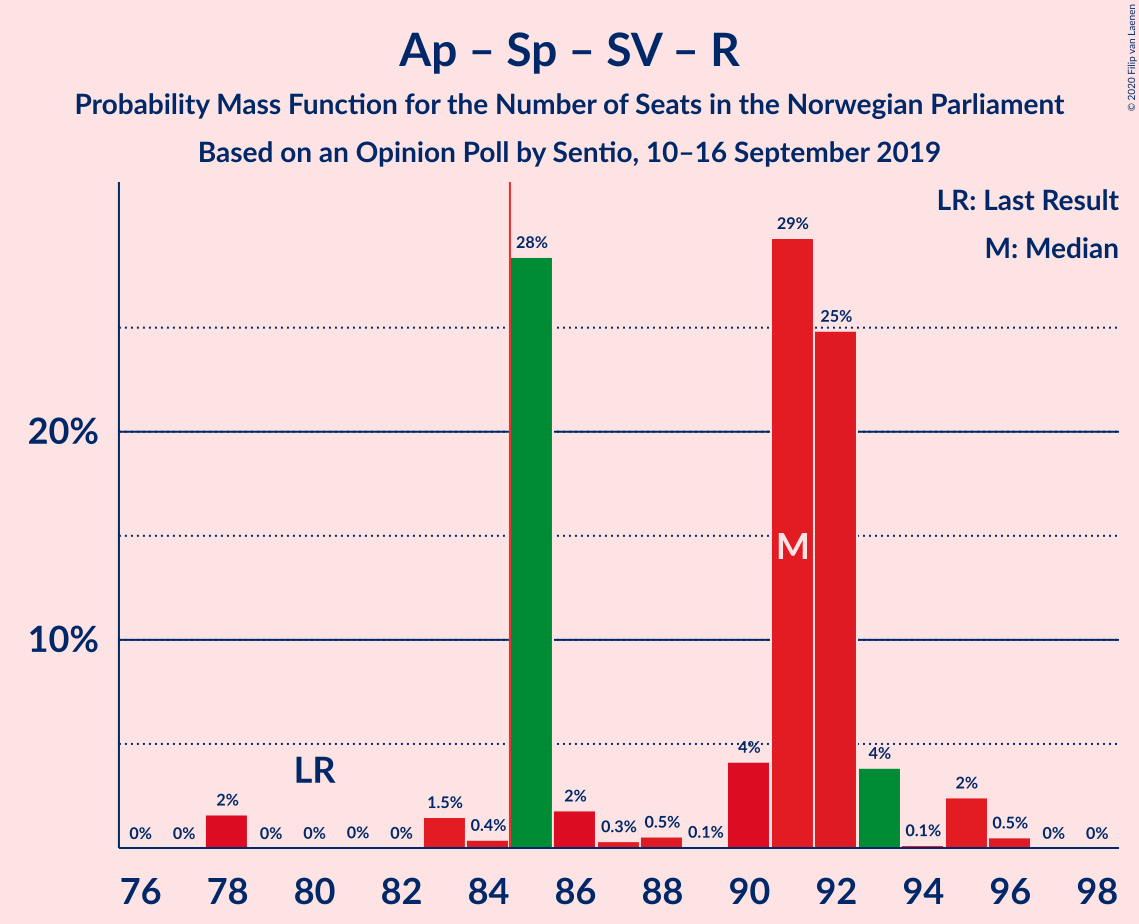 Ap – Sp – SV – R
Probability Mass Function for the Number of Seats in the Norwegian Parliament
Based on an Opinion Poll by Sentio, 10–16 September 2019
© 2020 Filip van Laenen
LR: Last Result
M: Median
20%
10%
0% 0% 2% 0% 0% 0% 0% 1.5% 0.4% 28% 2% 0.3% 0.5% 0.1% 4% 29% 25% 4% 0.1% 2% 0.5% 0% 0%
LR
M
76 78 80 82 84 86 88 90 92 94 96 98